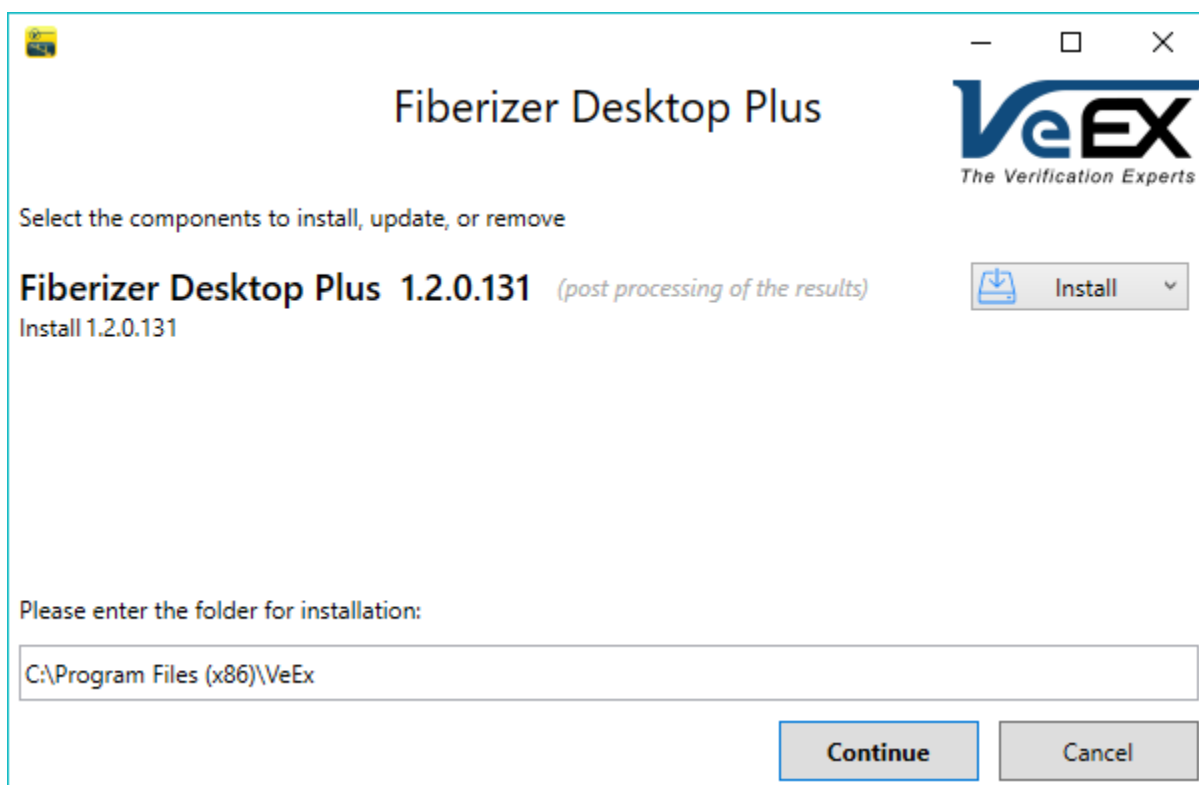 Fiberizer Desktop Plus
VeEX
The Verification Experts
Select the components to install, update, or remove
Fiberizer Desktop Plus 1.2.0.131 (post processing of the results) Install
Install 1.2.0.131
Please enter the folder for installation:
C:\Program Files (x86)\VeEx
Continue Cancel